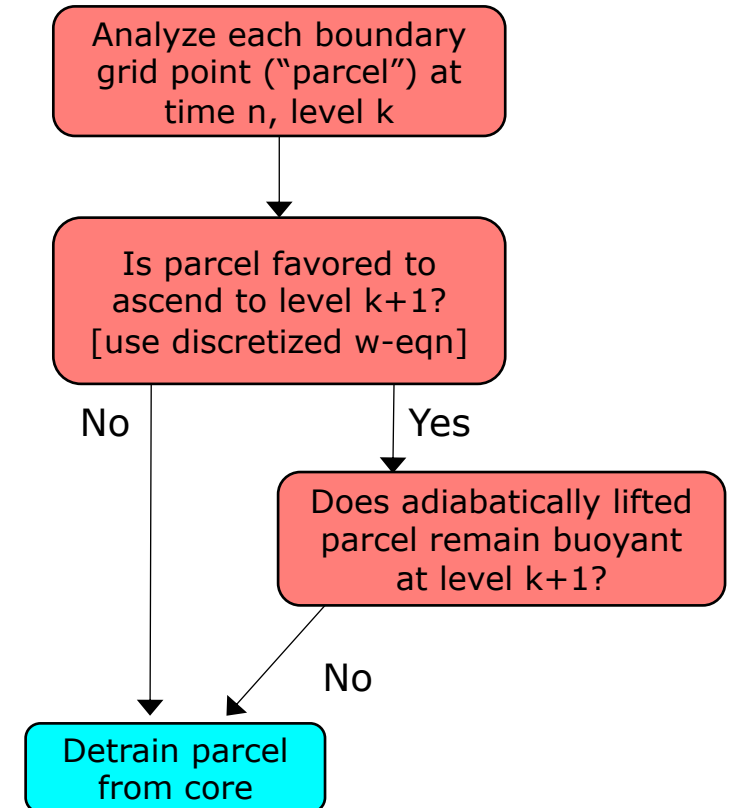 Analyze each boundary
grid point (“parcel”) at
time n, level k
Is parcel favored to
ascend to level k+1?
[use discretized w-eqn]
No
Yes
Does adiabatically lifted
parcel remain buoyant
at level k+1?
No
Detrain parcel
from core